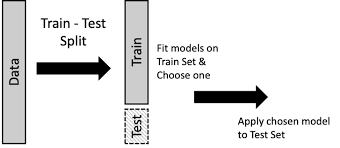 Data
Train - Test
Split
Train
Test
Fit models on
Train Set &
Choose one
Apply chosen model
to Test Set